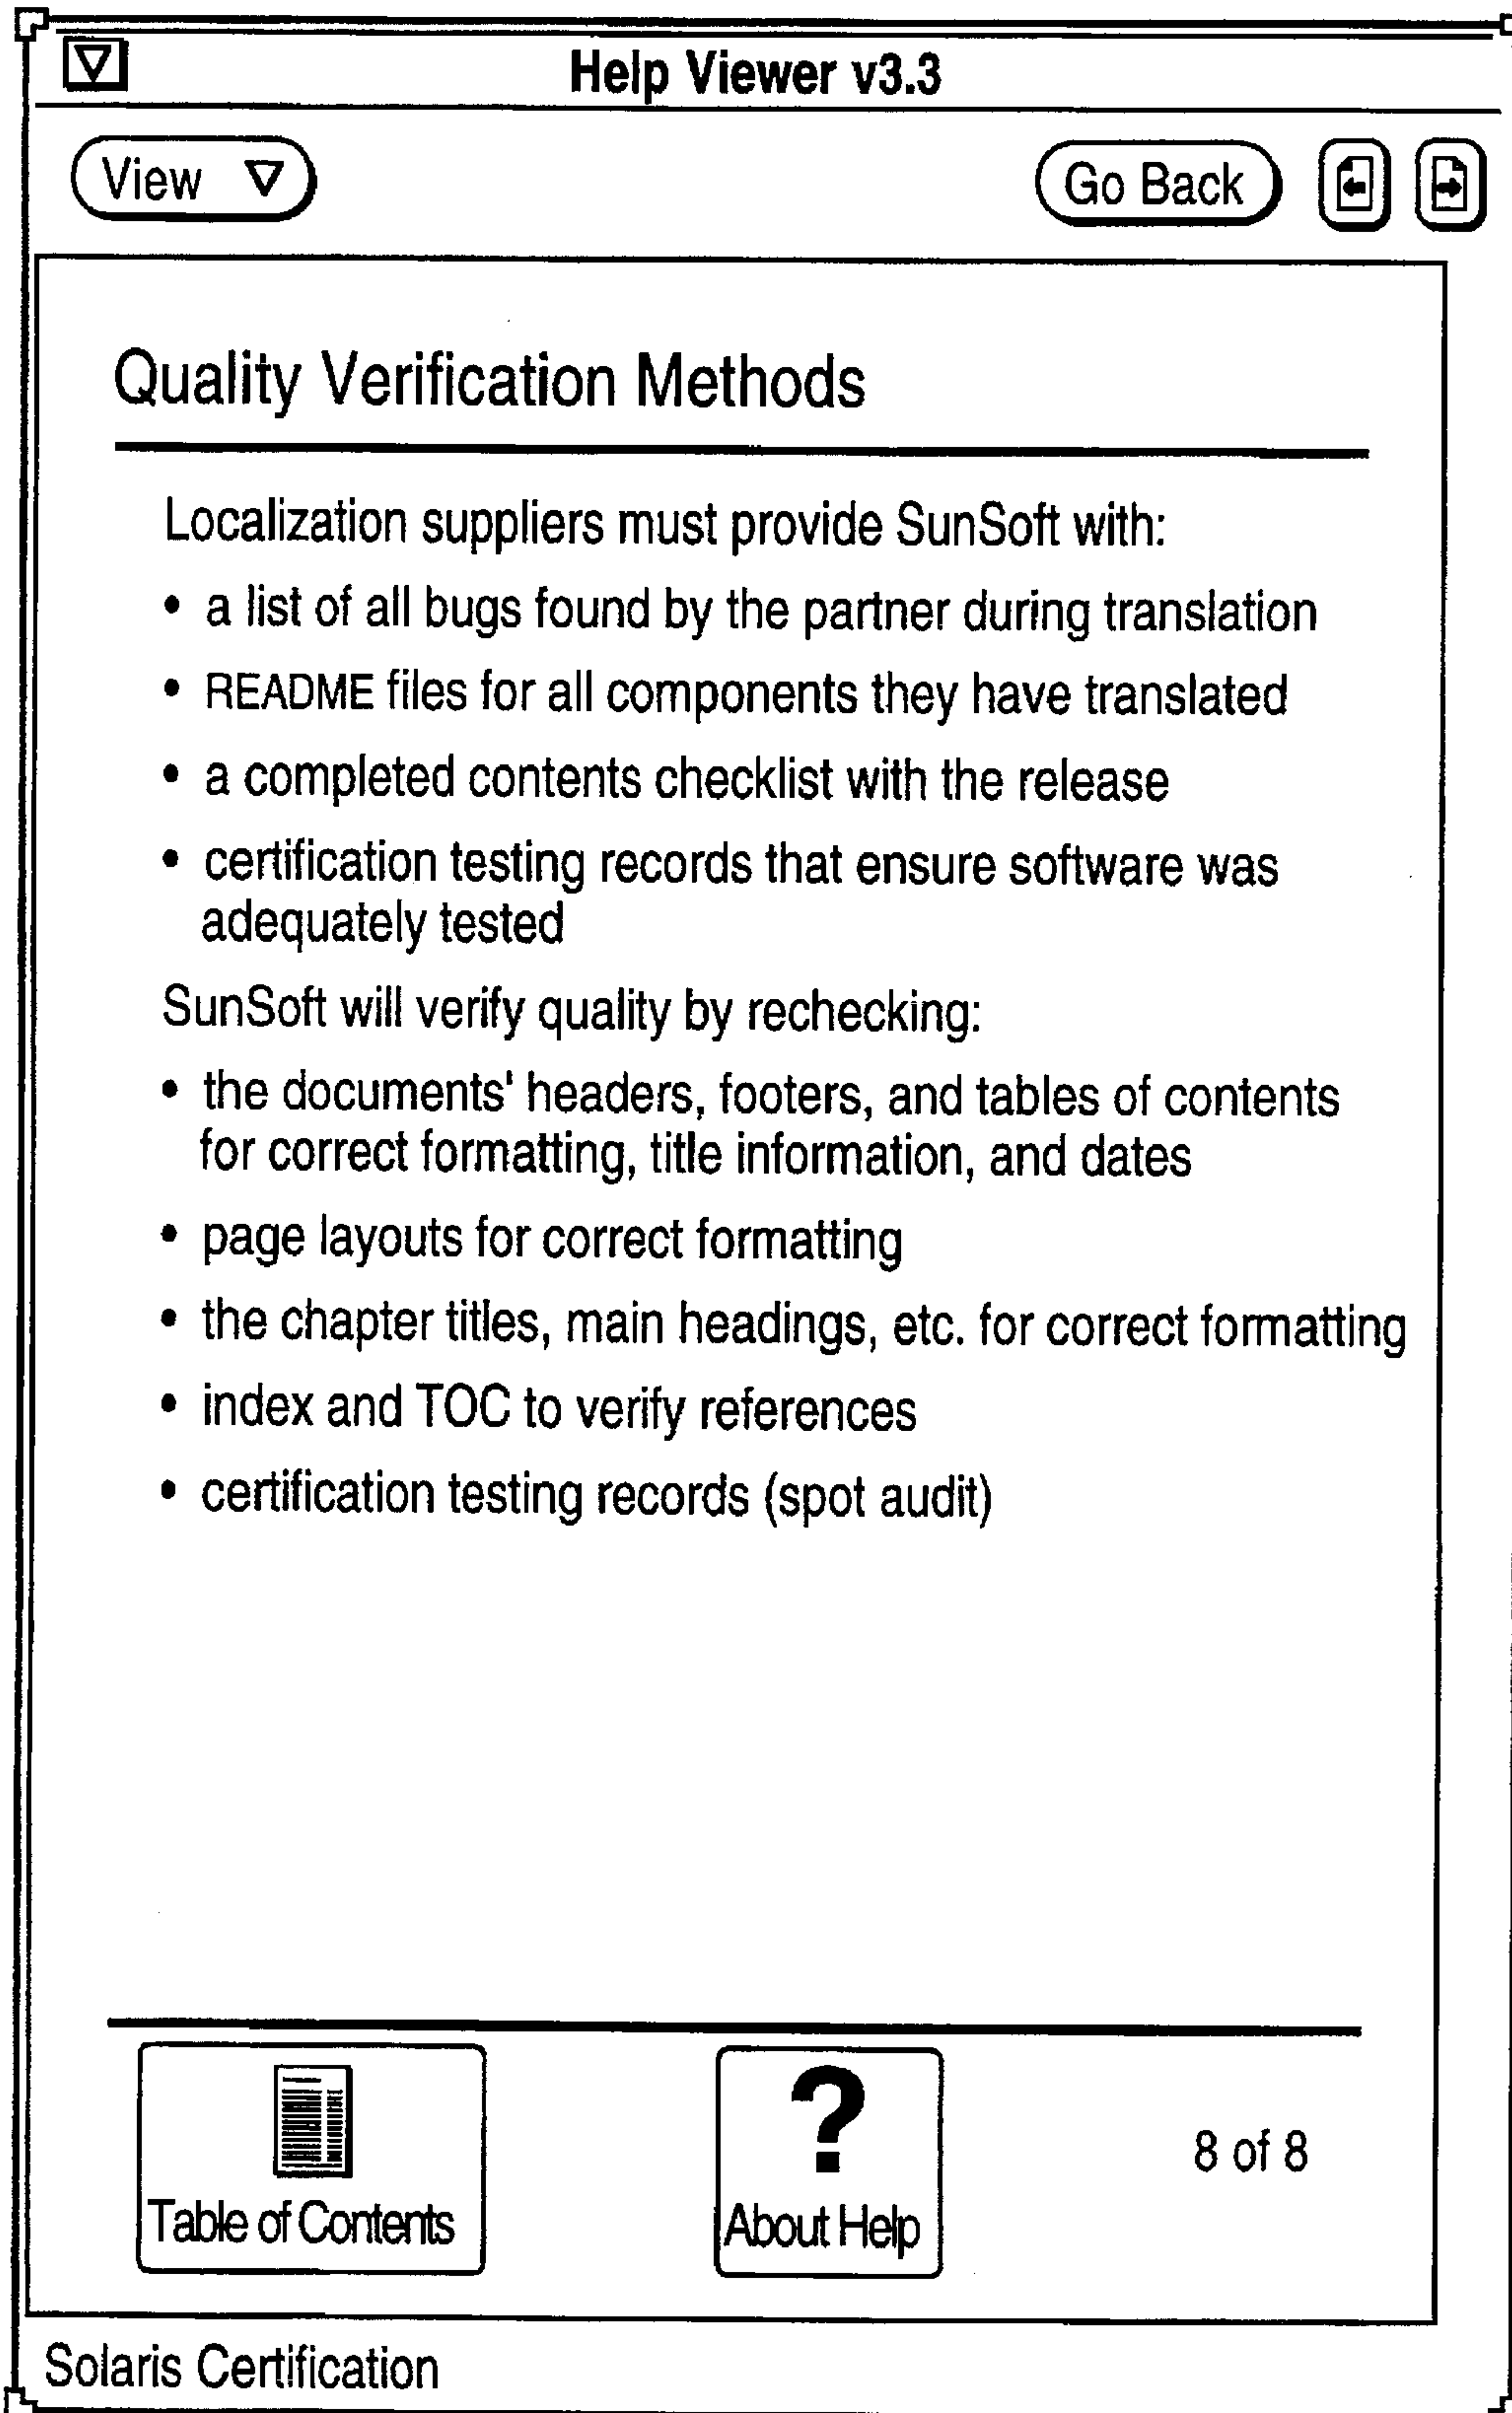 Help Viewer v3.3
View
Go Back
Quality Verification Methods
Localization suppliers must provide SunSoft with:
• a list of all bugs found by the partner during translation
• README files for all components they have translated
• a completed contents checklist with the release
• certification testing records that ensure software was
adequately tested
SunSoft will verify quality by rechecking:
• the documents' headers, footers, and tables of contents
for correct formatting, title information, and dates
• page layouts for correct formatting
• the chapter titles, main headings, etc. for correct formatting
• index and TOC to verify references
• certification testing records (spot audit)
?
Table of Contents
About Help
8 of 8
Solaris Certification